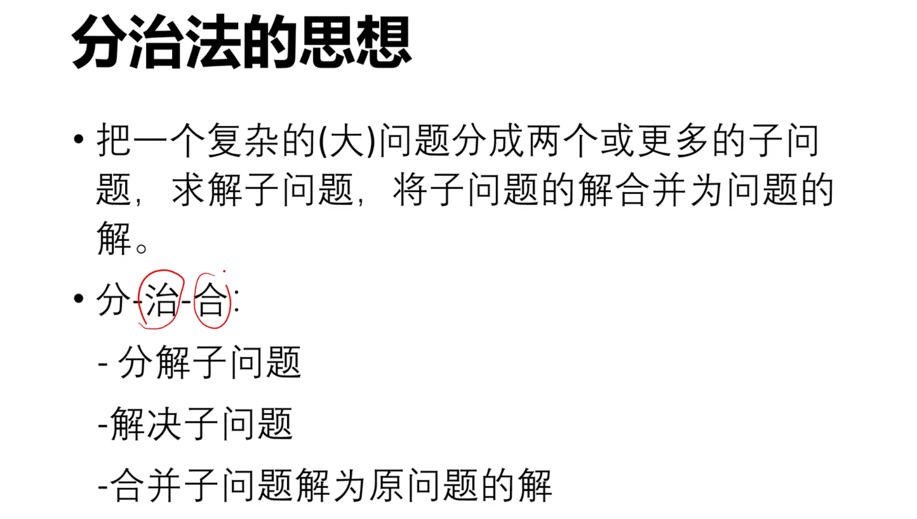 分治法的思想
• 把一个复杂的(大)问题分成两个或更多的子问
题，求解子问题，将子问题的解合并为问题的
解。
• 分-治-合：
- 分解子问题
-解决子问题
-合并子问题解为原问题的解